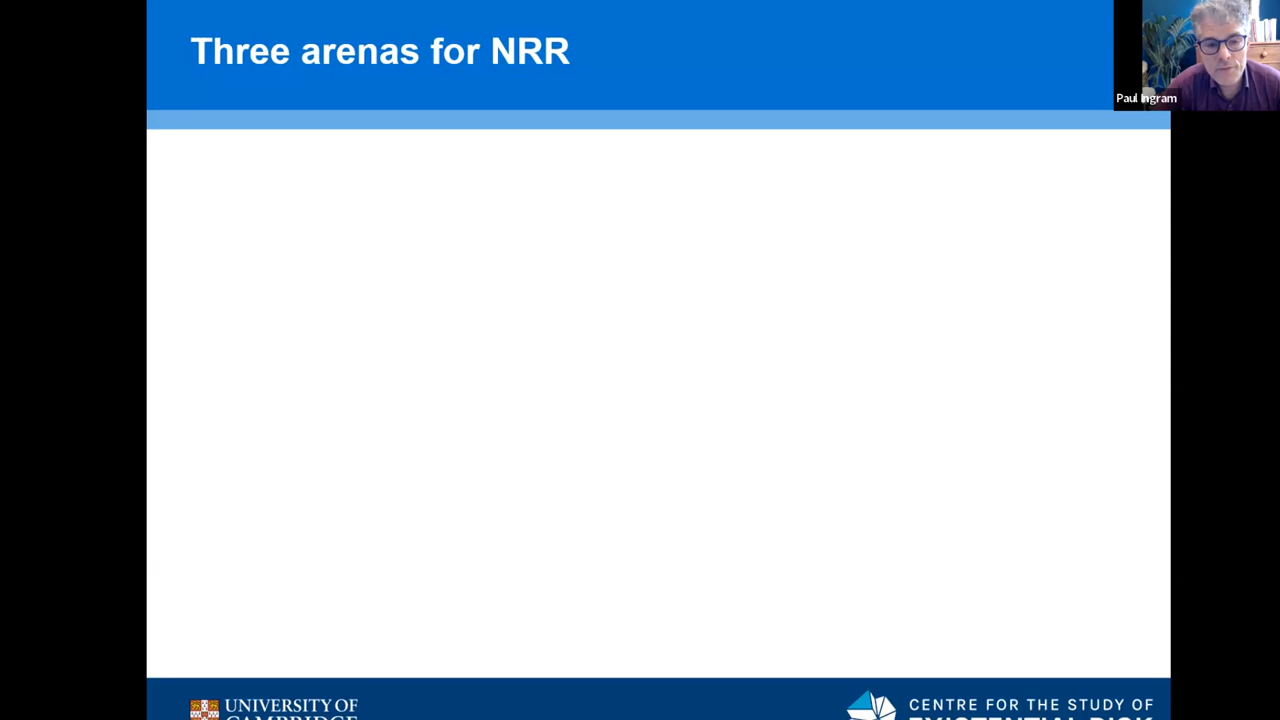 Three arenas for NRR
Paul Ingram
UNIVERSITY OF
CAMBRIDGE
CENTRE FOR THE STUDY OF
EXISTENTIAL RISK